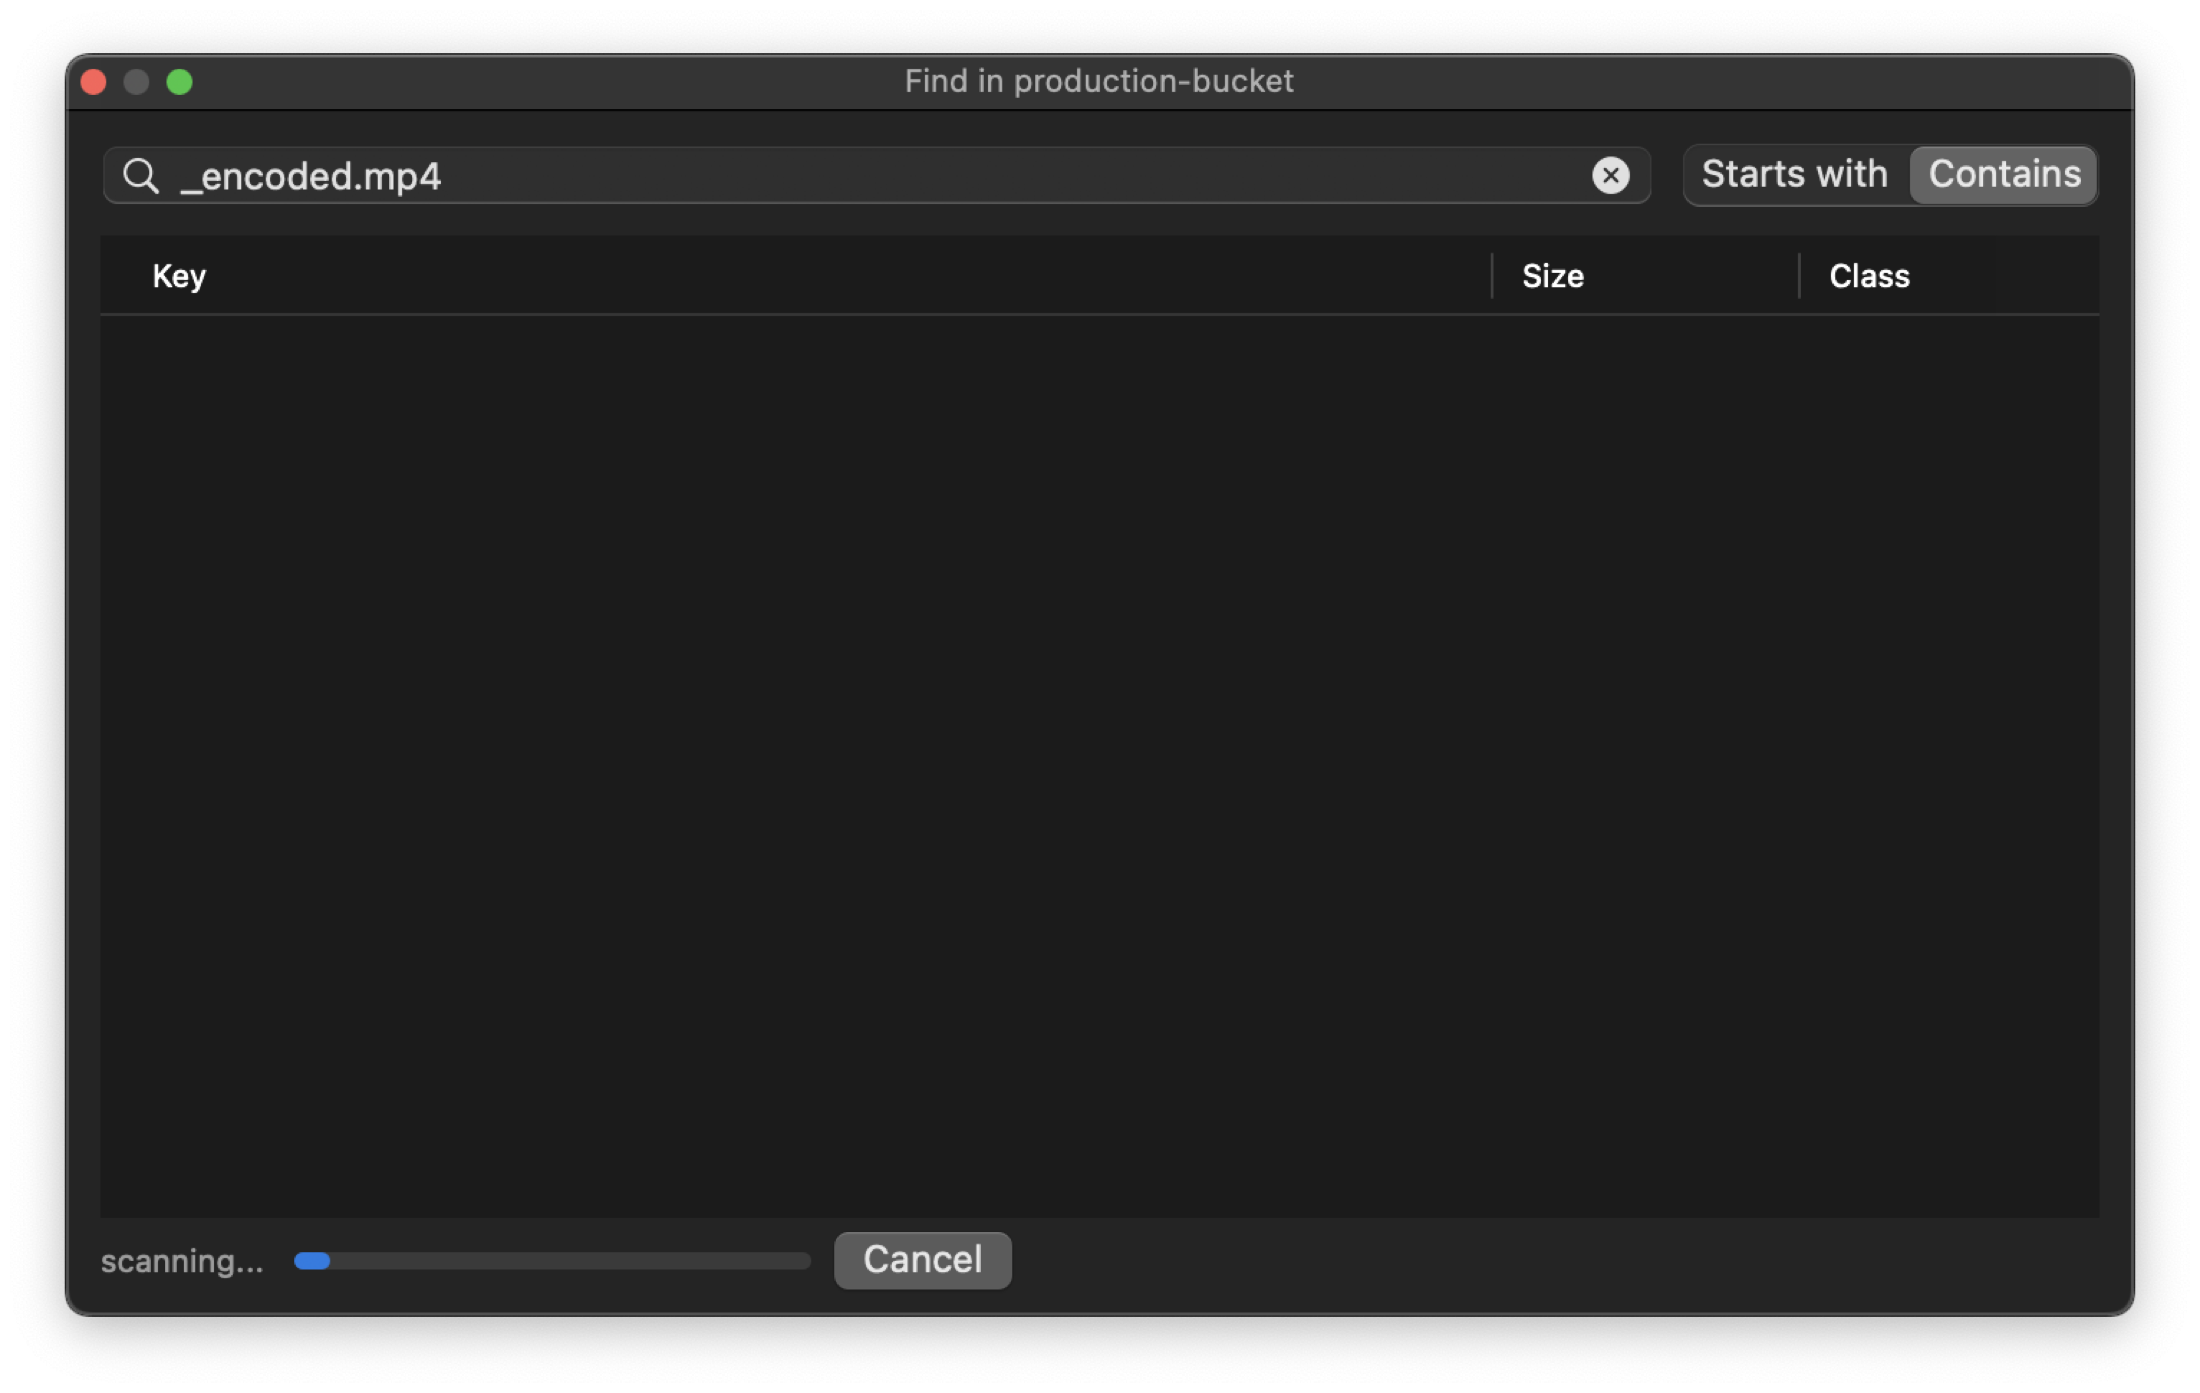 Find in production-bucket
_encoded.mp4
Starts with
Contains
Key
Size
Class
scanning...
Cancel